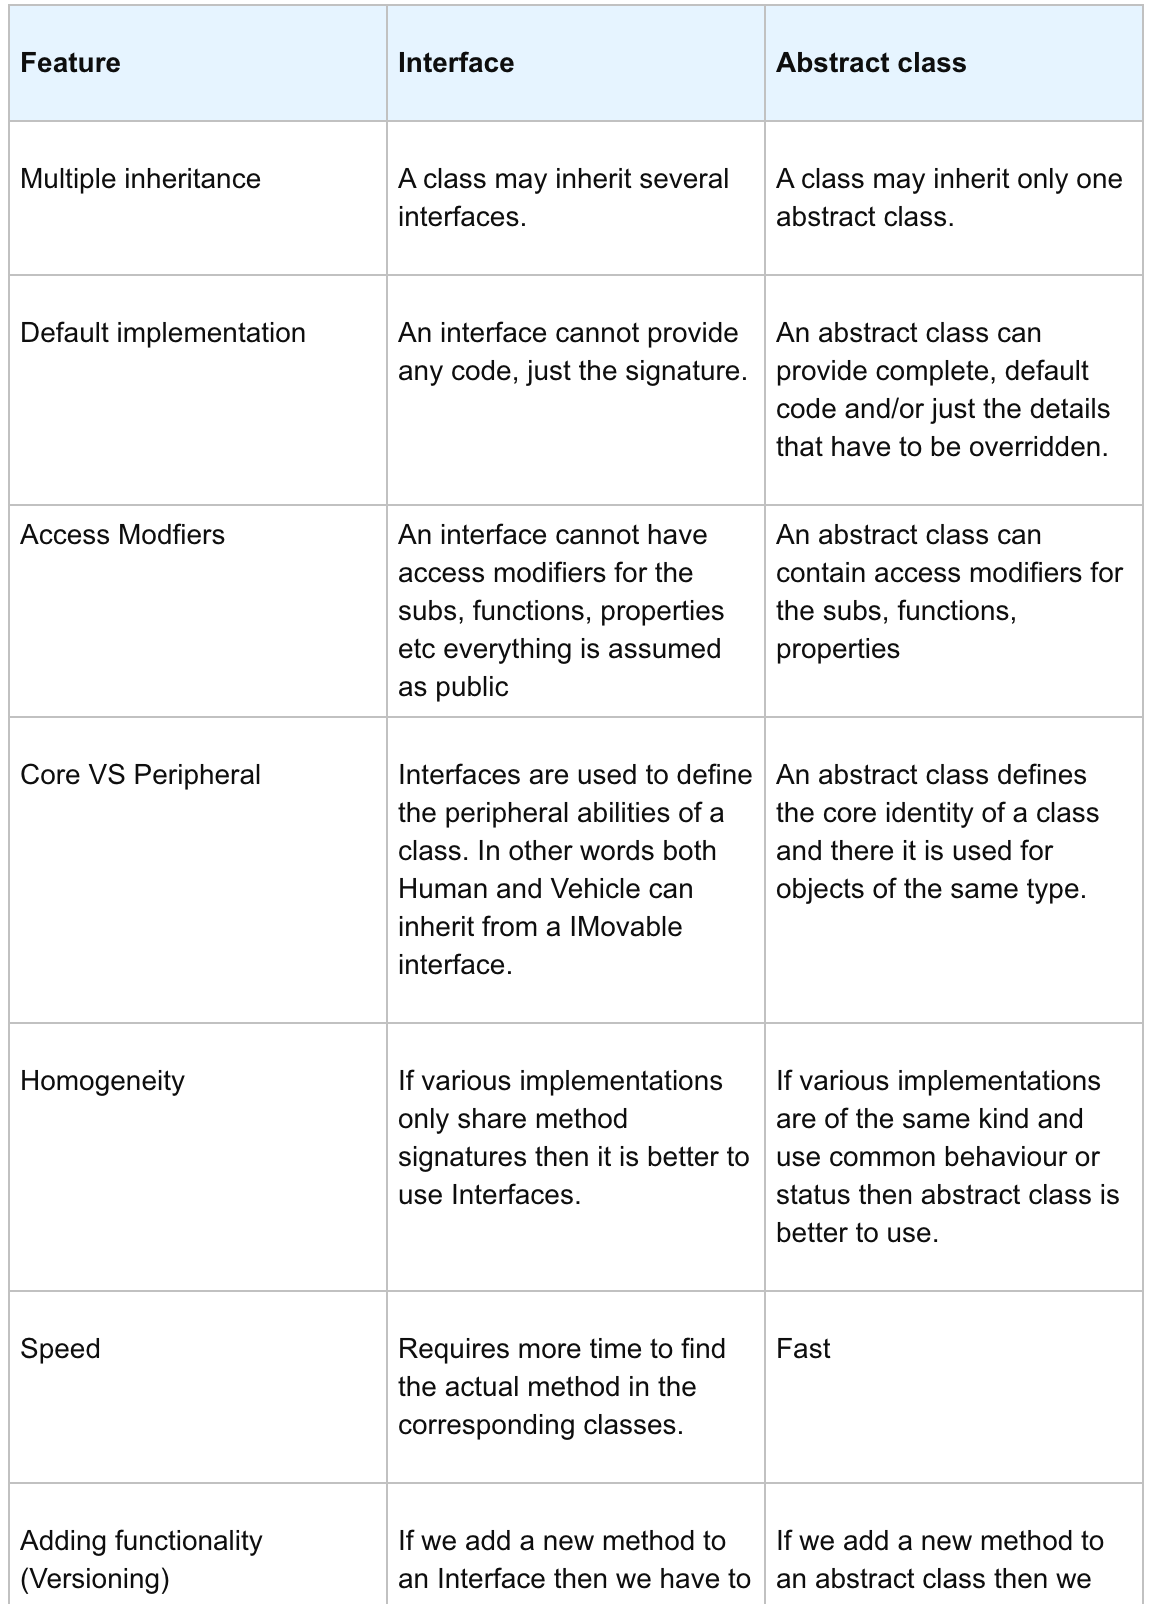 Feature
Interface
Abstract class
Multiple inheritance
A class may inherit several
interfaces.
A class may inherit only one
abstract class.
Default implementation
An interface cannot provide
any code, just the signature.
An abstract class can
provide complete, default
code and/or just the details
that have to be overridden.
Access Modfiers
An interface cannot have
access modifiers for the
subs, functions, properties
etc everything is assumed
as public
An abstract class can
contain access modifiers for
the subs, functions,
properties
Core VS Peripheral
Interfaces are used to define
the peripheral abilities of a
class. In other words both
Human and Vehicle can
inherit from a IMovable
interface.
An abstract class defines
the core identity of a class
and there it is used for
objects of the same type.
Homogeneity
If various implementations
only share method
signatures then it is better to
use Interfaces.
If various implementations
are of the same kind and
use common behaviour or
status then abstract class is
better to use.
Speed
Requires more time to find
the actual method in the
corresponding classes.
Fast
Adding functionality
(Versioning)
If we add a new method to
an Interface then we have to
If we add a new method to
an abstract class then we